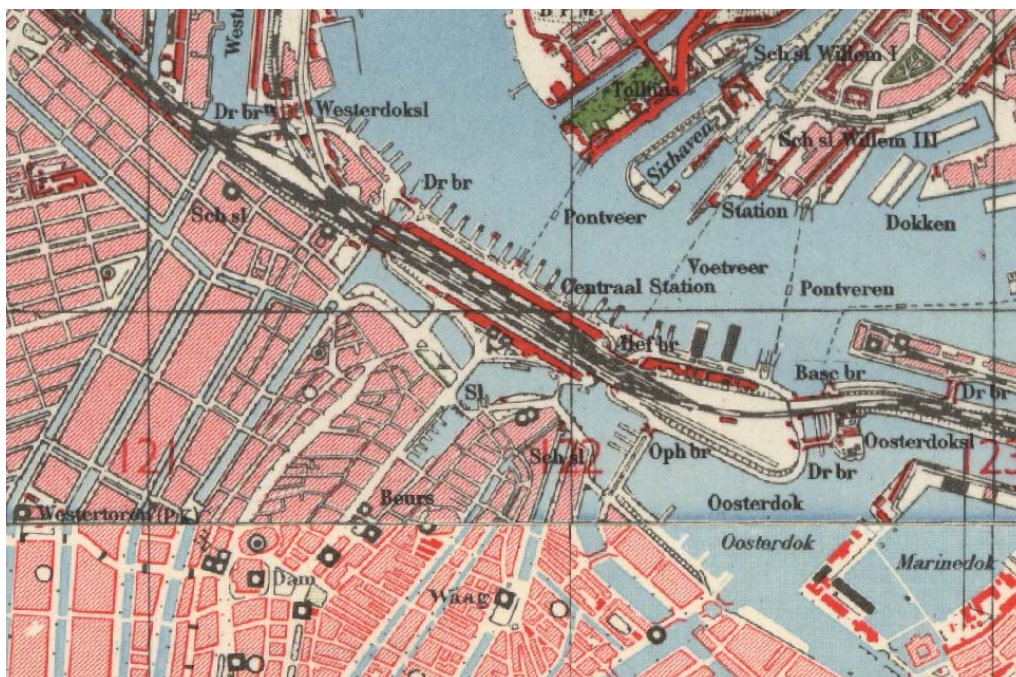 B P M
West
Tolhuis
Sch sl Willem I
Dr br
Westerdoksl
Sixhaven
Sch sl Willem III
Dr br
Sch sl
Pontveer
Station
Dokken
Voetveer
Centraal Station
Pontveren
Hef br
Basc br
Sl
Dr br
121
Sch sl
172
Oph br
Dr br
Oosterdoksl
123
Beurs
Oosterdok
Westertoren (P.K)
Oosterdok
Marinedok
Dam
Waag